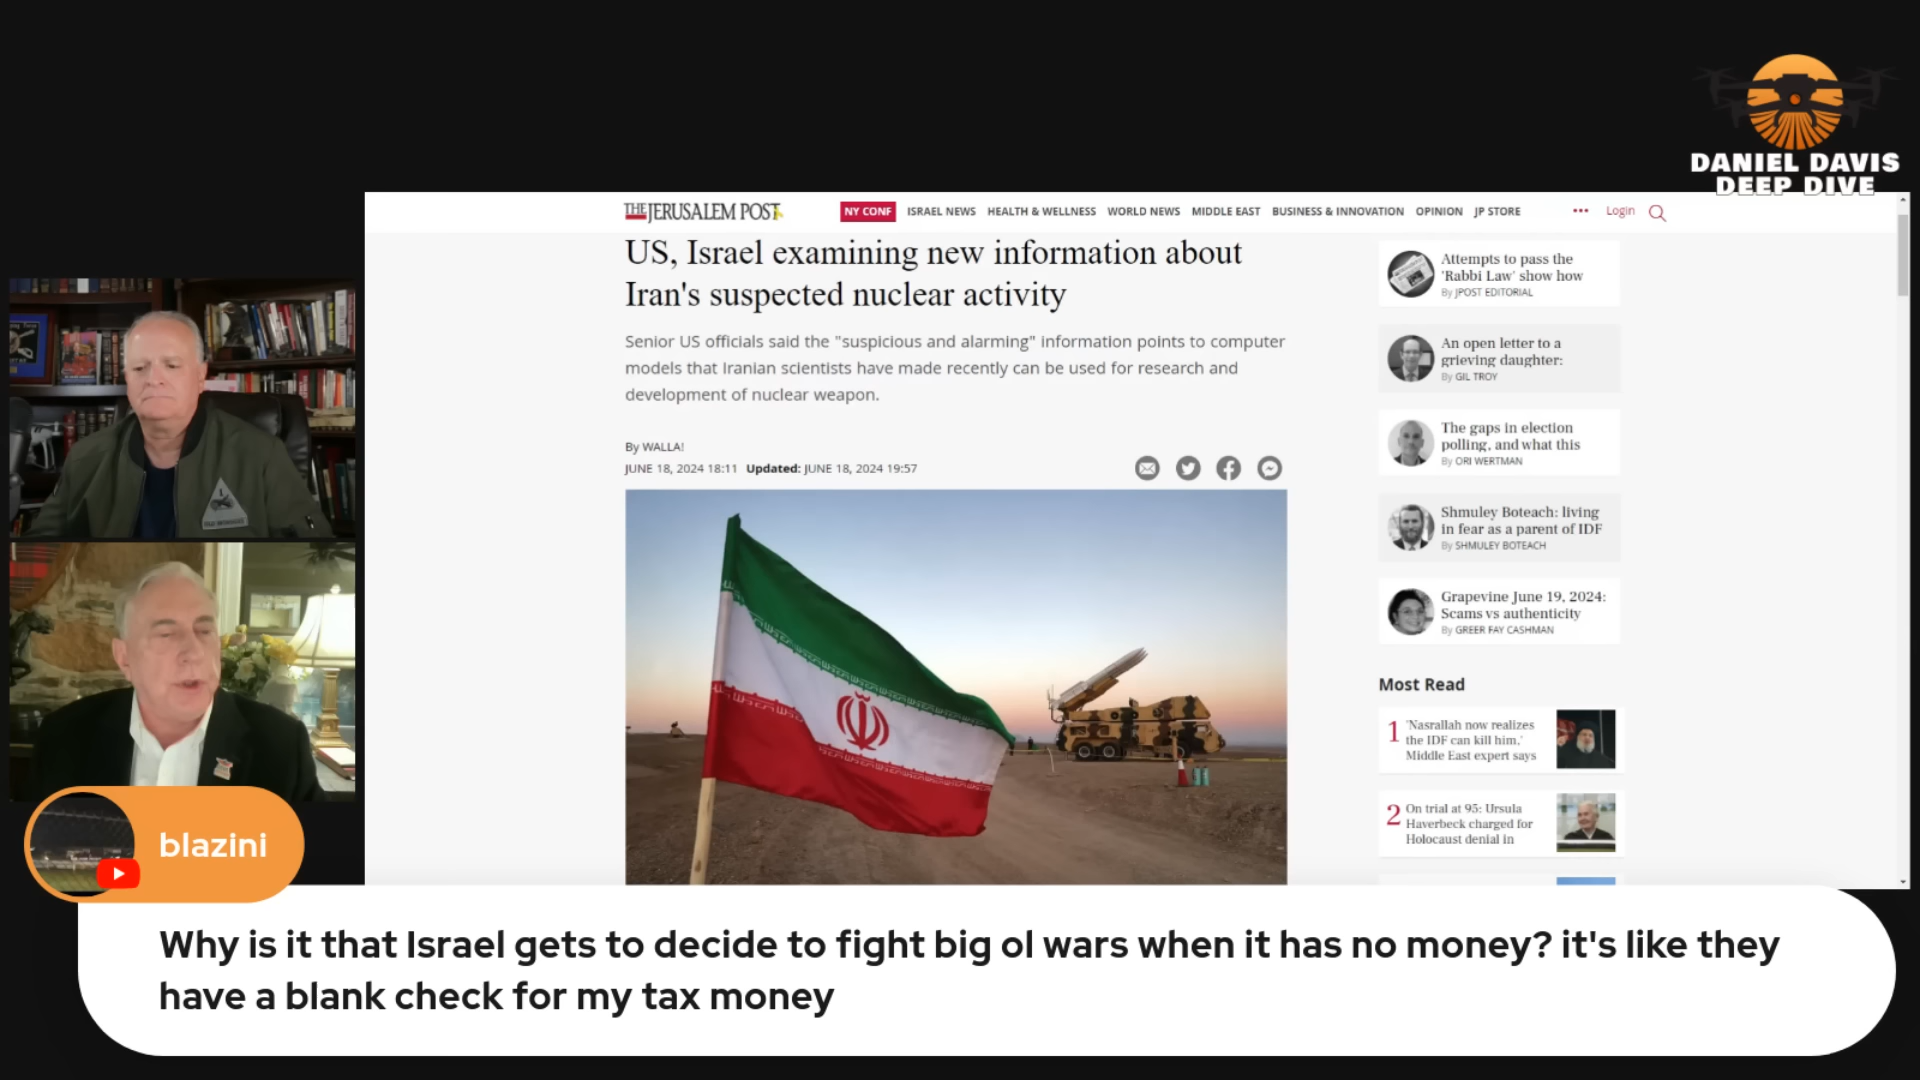 DANIEL DAVIS
DEEP DIVE
THE JERUSALEM POST
NY CONF ISRAEL NEWS HEALTH & WELLNESS WORLD NEWS MIDDLE EAST BUSINESS & INNOVATION OPINION JP STORE ••• Login
US, Israel examining new information about
Iran's suspected nuclear activity
Senior US officials said the "suspicious and alarming" information points to computer
models that Iranian scientists have made recently can be used for research and
development of nuclear weapon.
By WALLA!
JUNE 18, 2024 18:11 Updated: JUNE 18, 2024 19:57
Attempts to pass the
'Rabbi Law' show how
By JPOST EDITORIAL
An open letter to a
grieving daughter:
By GIL TROY
The gaps in election
polling, and what this
By ORI WERTMAN
Shmuley Boteach: living
in fear as a parent of IDF
By SHMULEY BOTEACH
Grapevine June 19, 2024:
Scams vs authenticity
By GREER FAY CASHMAN
Most Read
1 'Nasrallah now realizes
the IDF can kill him,'
Middle East expert says
2 On trial at 95: Ursula
Haverbeck charged for
Holocaust denial in
blazini
Why is it that Israel gets to decide to fight big ol wars when it has no money? it's like they
have a blank check for my tax money